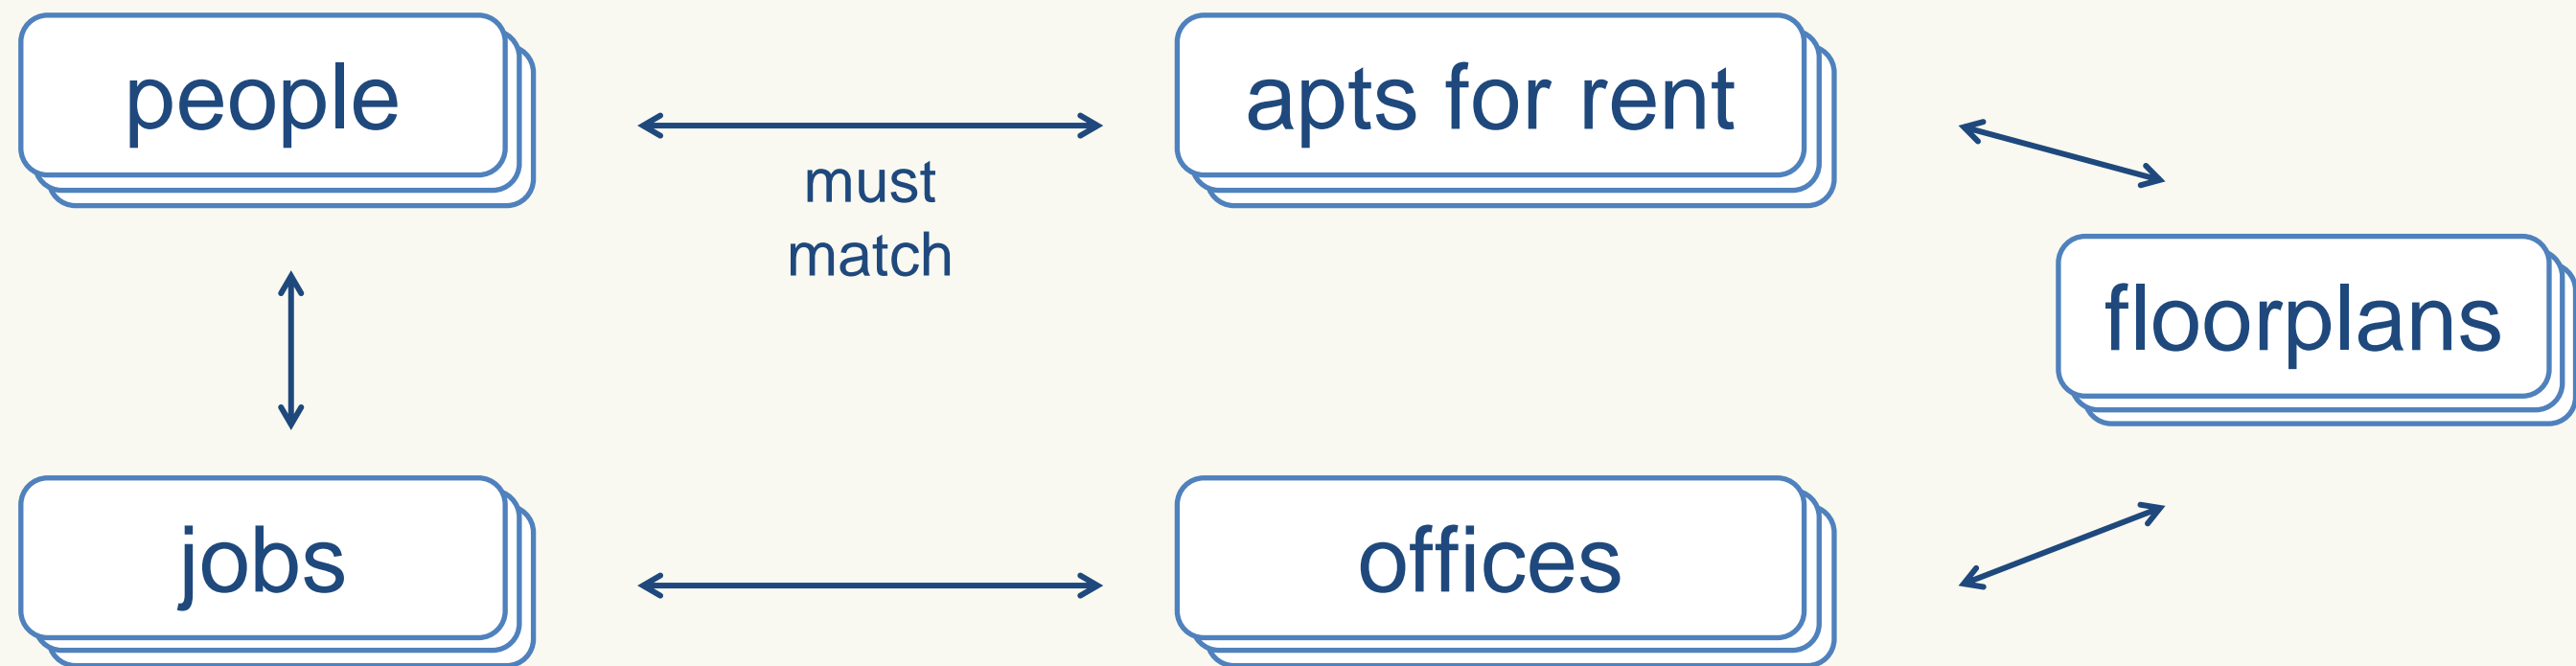 people
apts for rent
must
match
floorplans
jobs
offices